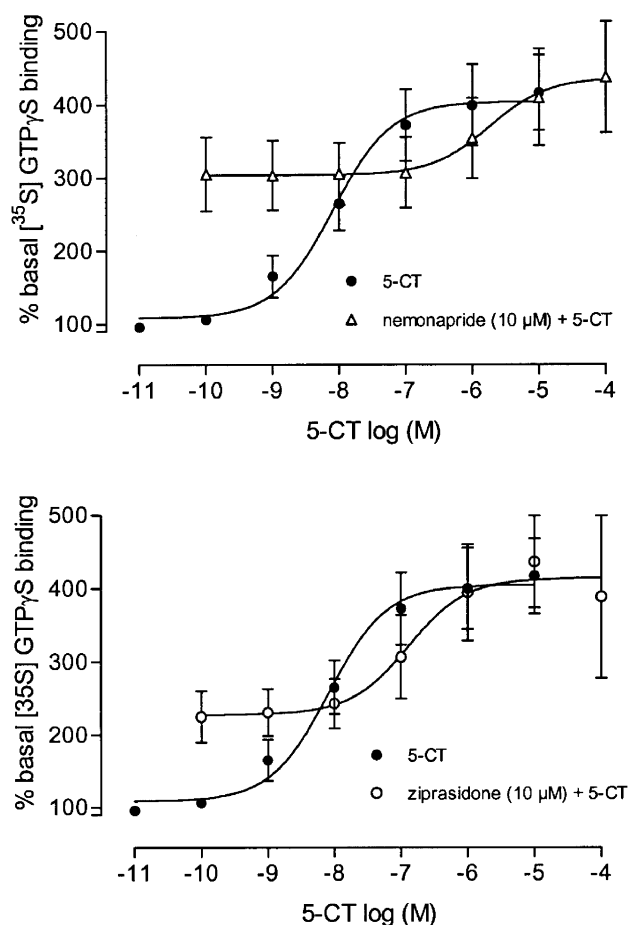 500
400
300
200
100
% basal [³⁵S] GTPγS binding
5-CT
nemonapride (10 µM) + 5-CT
-11 -10 -9 -8 -7 -6 -5 -4
5-CT log (M)
500
400
300
200
100
% basal [35S] GTPγS binding
5-CT
ziprasidone (10 µM) + 5-CT
-11 -10 -9 -8 -7 -6 -5 -4
5-CT log (M)